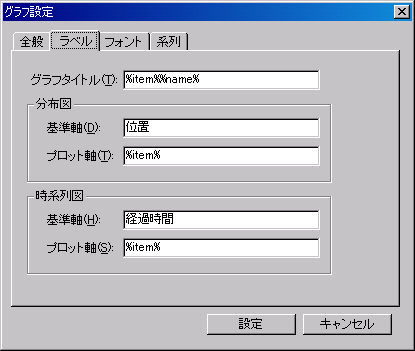 グラフ設定
全般 ラベル フォント 系列
グラフタイトル(T): %item%%name%
分布図
基準軸(D): 位置
プロット軸(T): %item%
時系列図
基準軸(H): 経過時間
プロット軸(S): %item%
設定 キャンセル